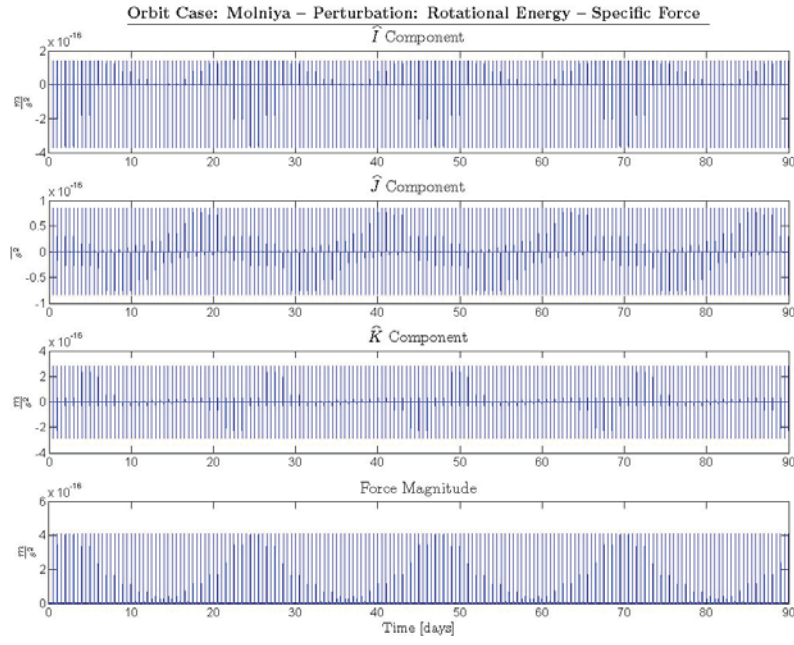 Orbit Case: Molniya – Perturbation: Rotational Energy – Specific Force
Î Component
x 10^-16
2
0
-2
-4
m/s²
0 10 20 30 40 50 60 70 80 90
Ĵ Component
x 10^-16
1
0.5
0
-0.5
-1
s²
0 10 20 30 40 50 60 70 80 90
K̂ Component
x 10^-16
4
2
0
-2
-4
m/s²
0 10 20 30 40 50 60 70 80 90
Force Magnitude
x 10^-16
6
4
2
0
m/s²
0 10 20 30 40 50 60 70 80 90
Time [days]